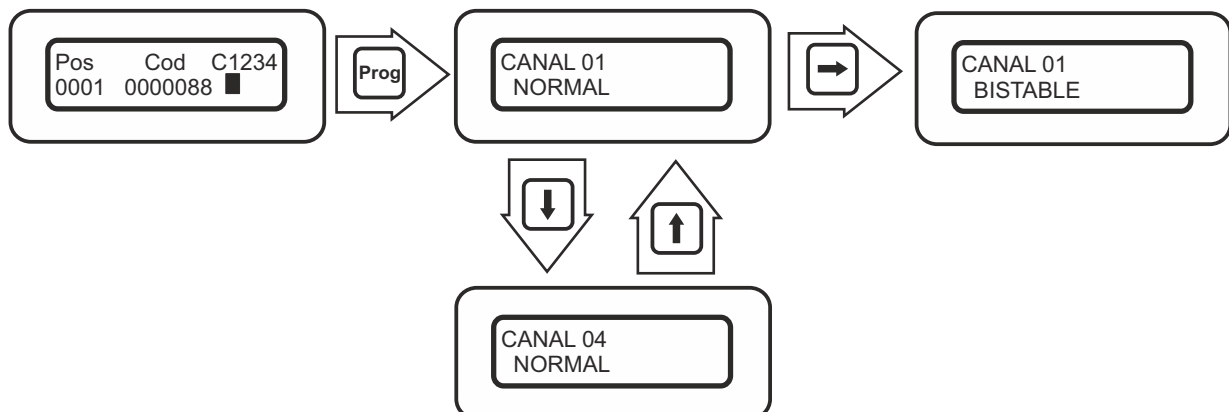 Pos Cod C1234
0001 0000088
Prog
CANAL 01
NORMAL
CANAL 01
BISTABLE
CANAL 04
NORMAL